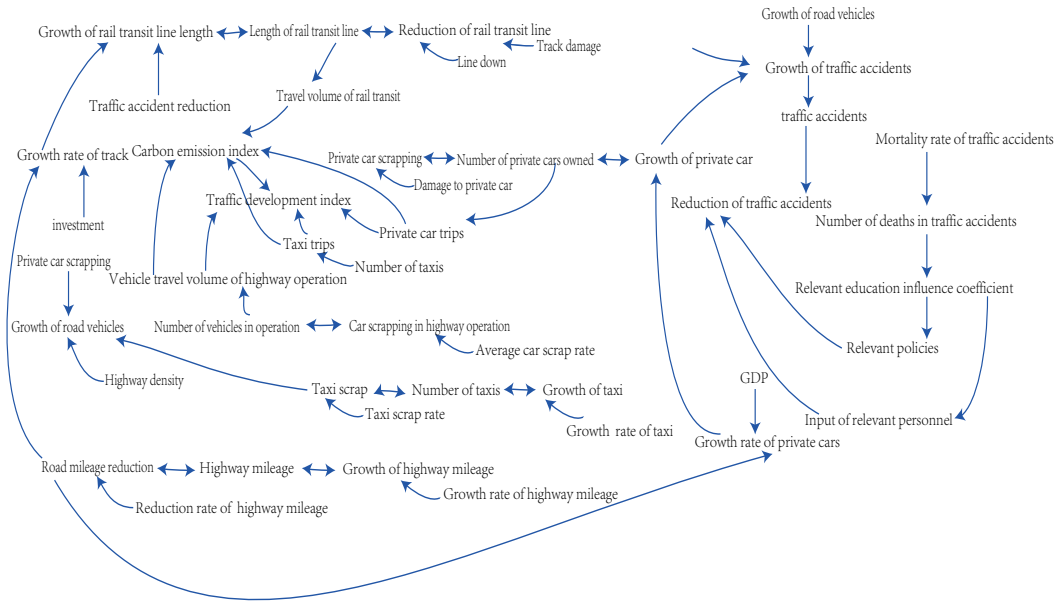 Growth of road vehicles
Growth of rail transit line length
Length of rail transit line
Reduction of rail transit line
Track damage
Line down
Growth of traffic accidents
Travel volume of rail transit
Traffic accident reduction
traffic accidents
Mortality rate of traffic accidents
Growth rate of track
Carbon emission index
Private car scrapping
Number of private cars owned
Growth of private car
Damage to private car
Traffic development index
Reduction of traffic accidents
investment
Private car trips
Number of deaths in traffic accidents
Taxi trips
Private car scrapping
Number of taxis
Vehicle travel volume of highway operation
Relevant education influence coefficient
Growth of road vehicles
Number of vehicles in operation
Car scrapping in highway operation
Average car scrap rate
Relevant policies
Highway density
GDP
Taxi scrap
Number of taxis
Growth of taxi
Taxi scrap rate
Input of relevant personnel
Growth rate of taxi
Growth rate of private cars
Road mileage reduction
Highway mileage
Growth of highway mileage
Growth rate of highway mileage
Reduction rate of highway mileage